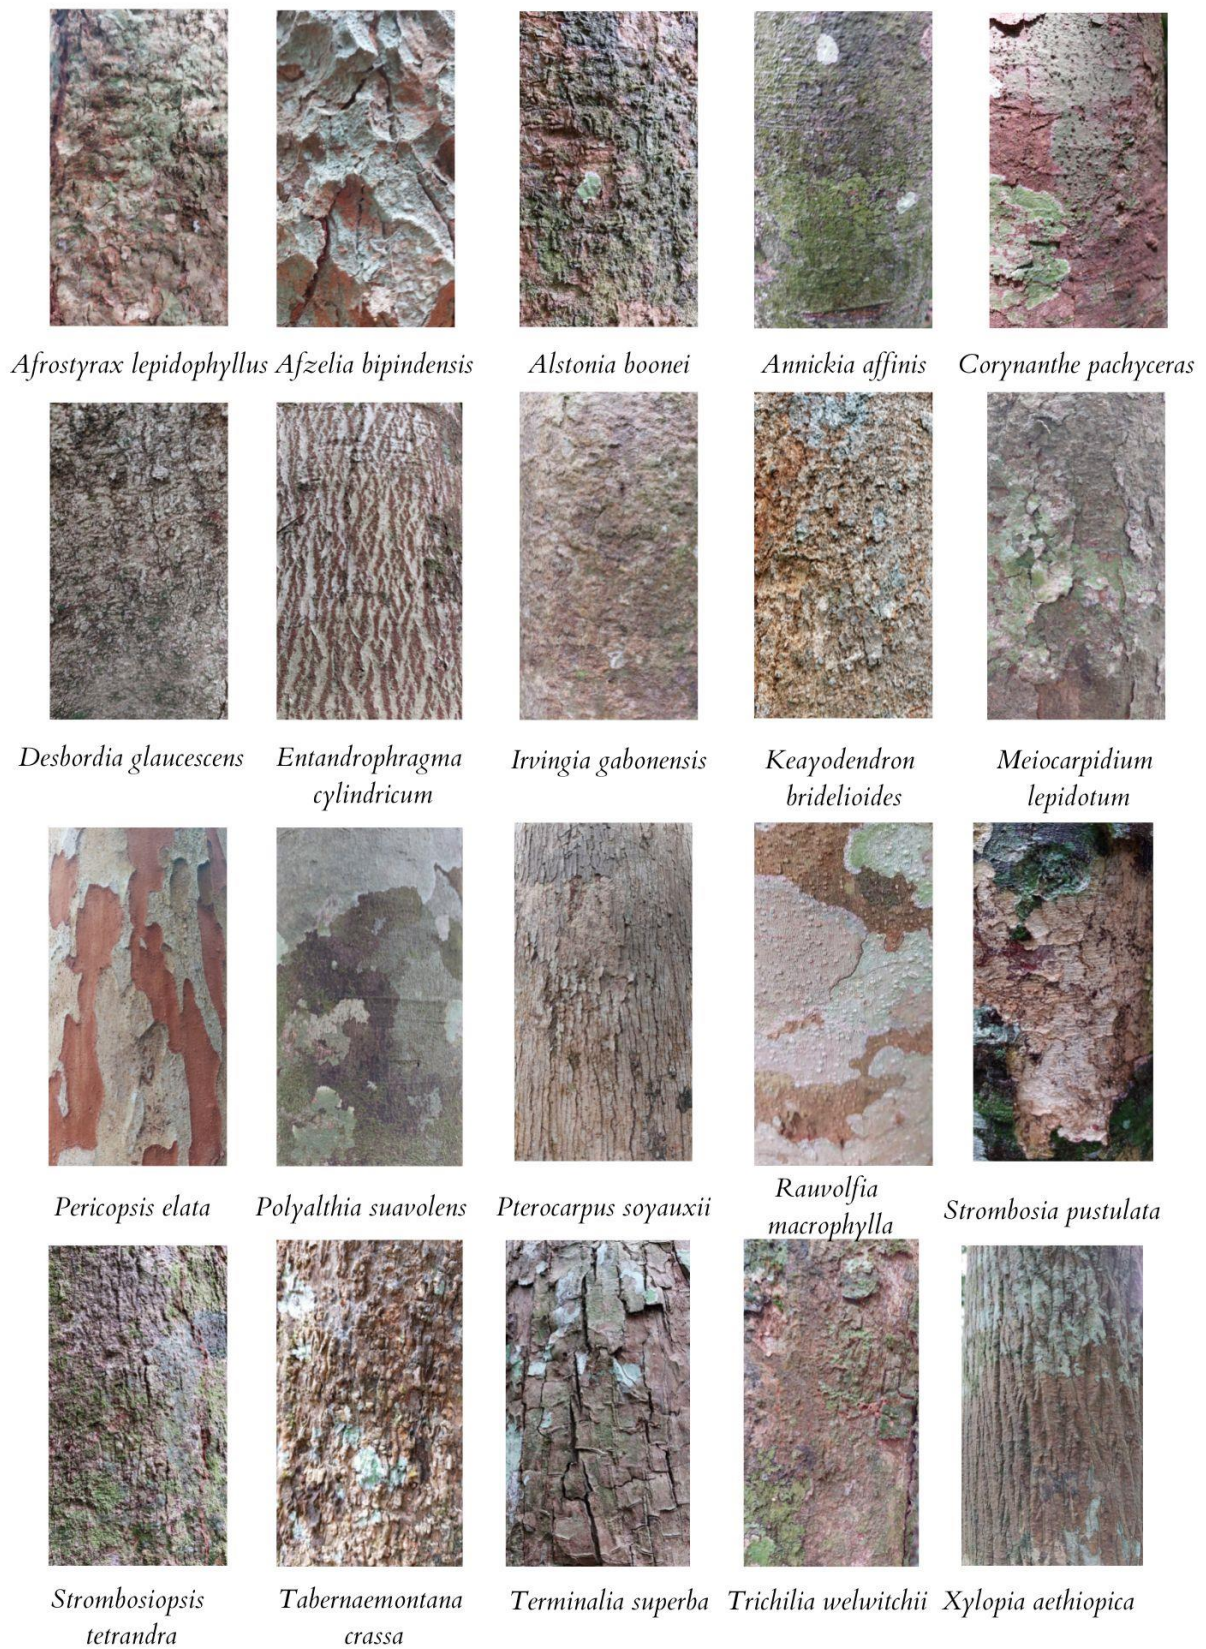 Afrostyrax lepidophyllus Afzelia bipindensis Alstonia boonei Annickia affinis Corynanthe pachyceras
Desbordia glaucescens
Entandrophragma
cylindricum
Irvingia gabonensis
Keayodendron
bridelioides
Meiocarpidium
lepidotum
Pericopsis elata
Polyalthia suavolens
Pterocarpus soyauxii
Rauvolfia
macrophylla
Strombosia pustulata
Strombosiopsis
tetrandra
Tabernaemontana
crassa
Terminalia superba
Trichilia welwitchii
Xylopia aethiopica